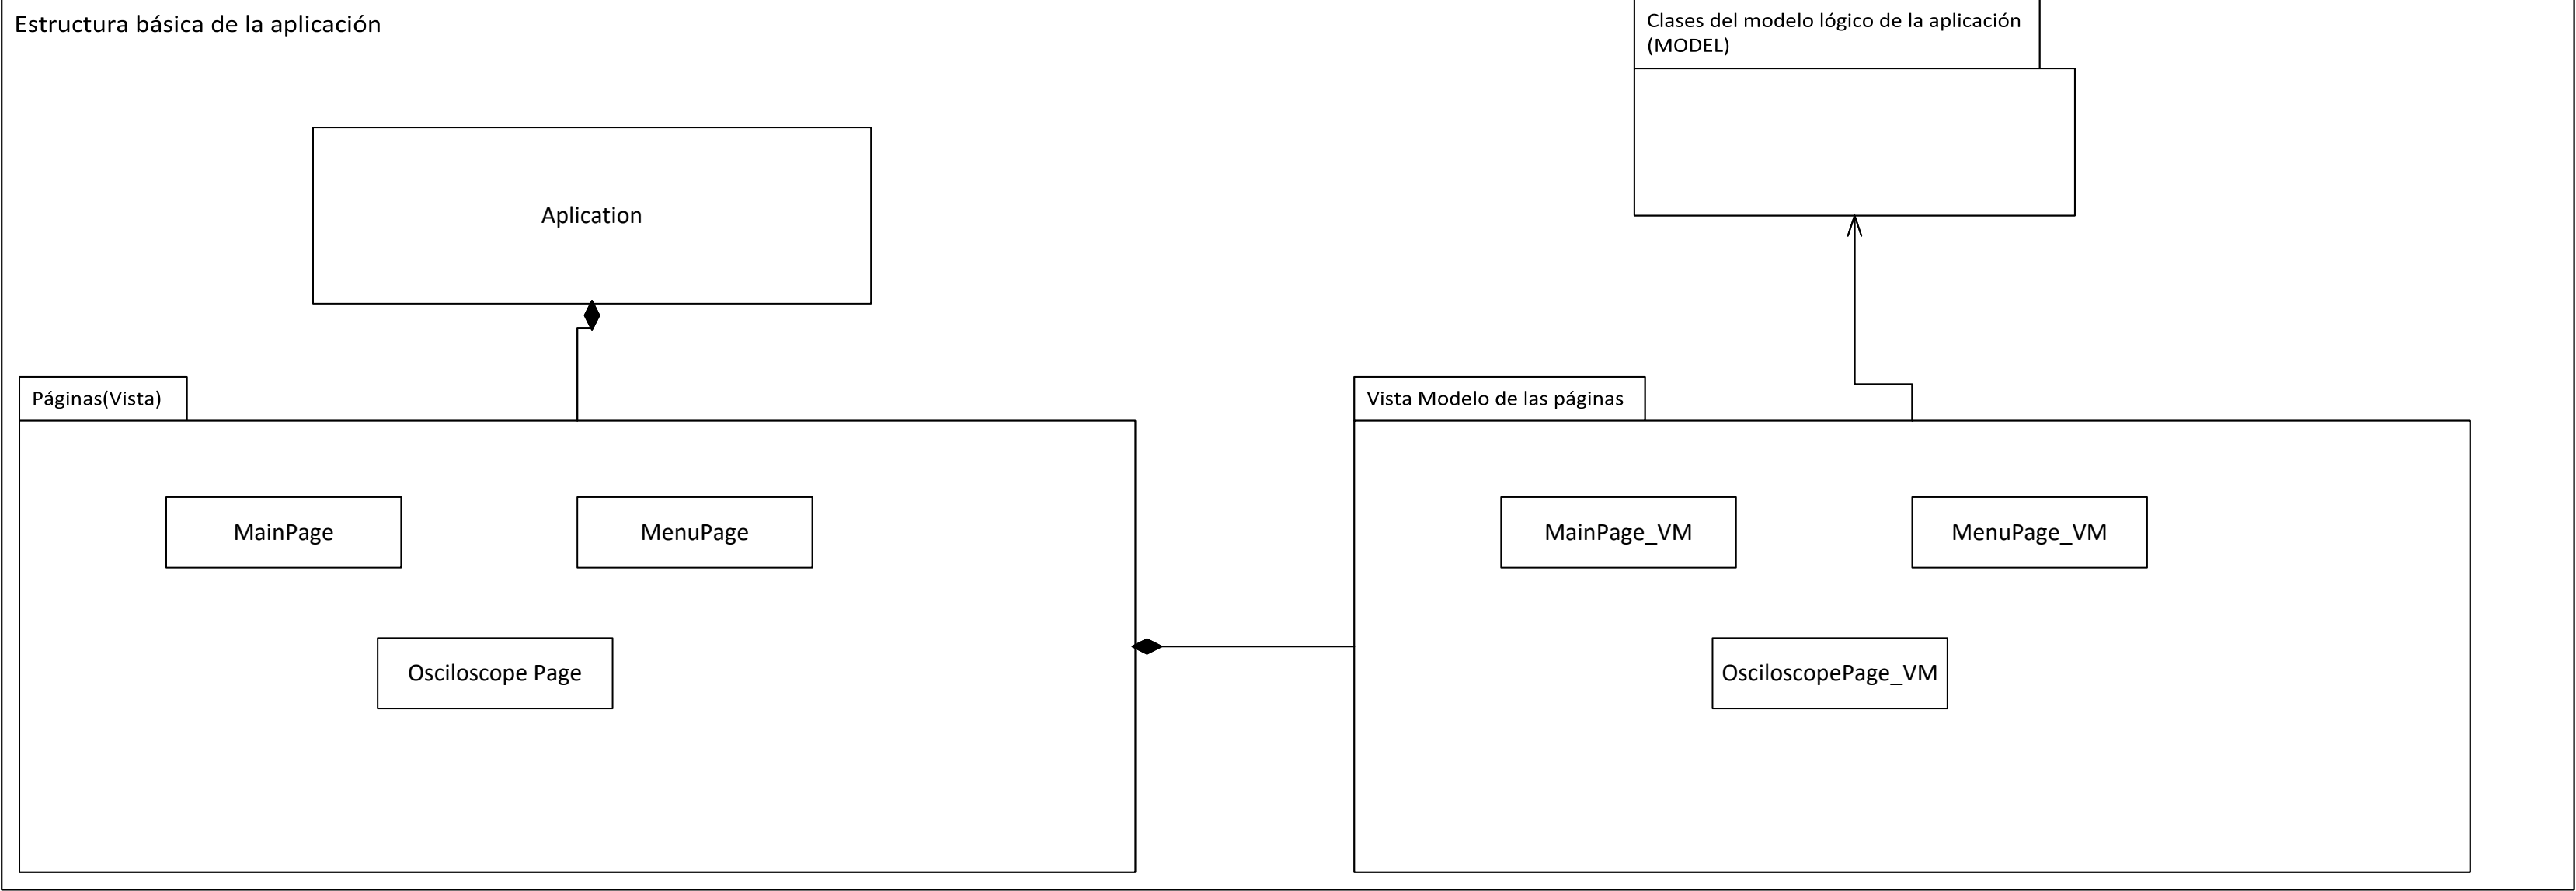 Estructura básica de la aplicación
Clases del modelo lógico de la aplicación
(MODEL)
Aplication
Páginas(Vista)
Vista Modelo de las páginas
MainPage
MenuPage
MainPage_VM
MenuPage_VM
Osciloscope Page
OsciloscopePage_VM